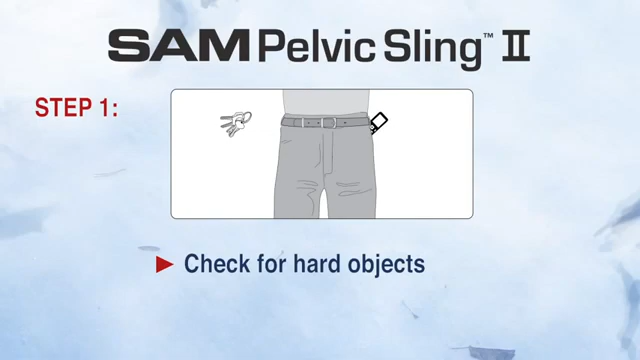 SAM Pelvic Sling™ II
STEP 1:
► Check for hard objects